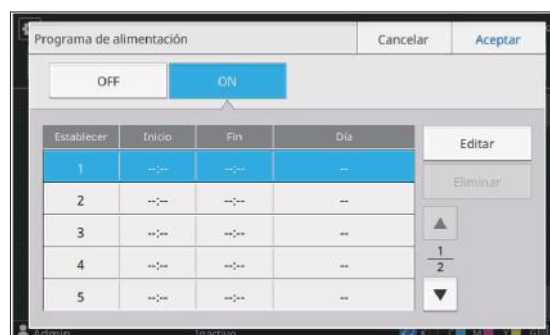 Programa de alimentación Cancelar Aceptar
OFF ON
Establecer Inicio Fin Día
Editar
1 --:-- --:-- --
Eliminar
2 --:-- --:-- --
3 --:-- --:-- --
1
2
4 --:-- --:-- --
5 --:-- --:-- --
Admin Inactivo